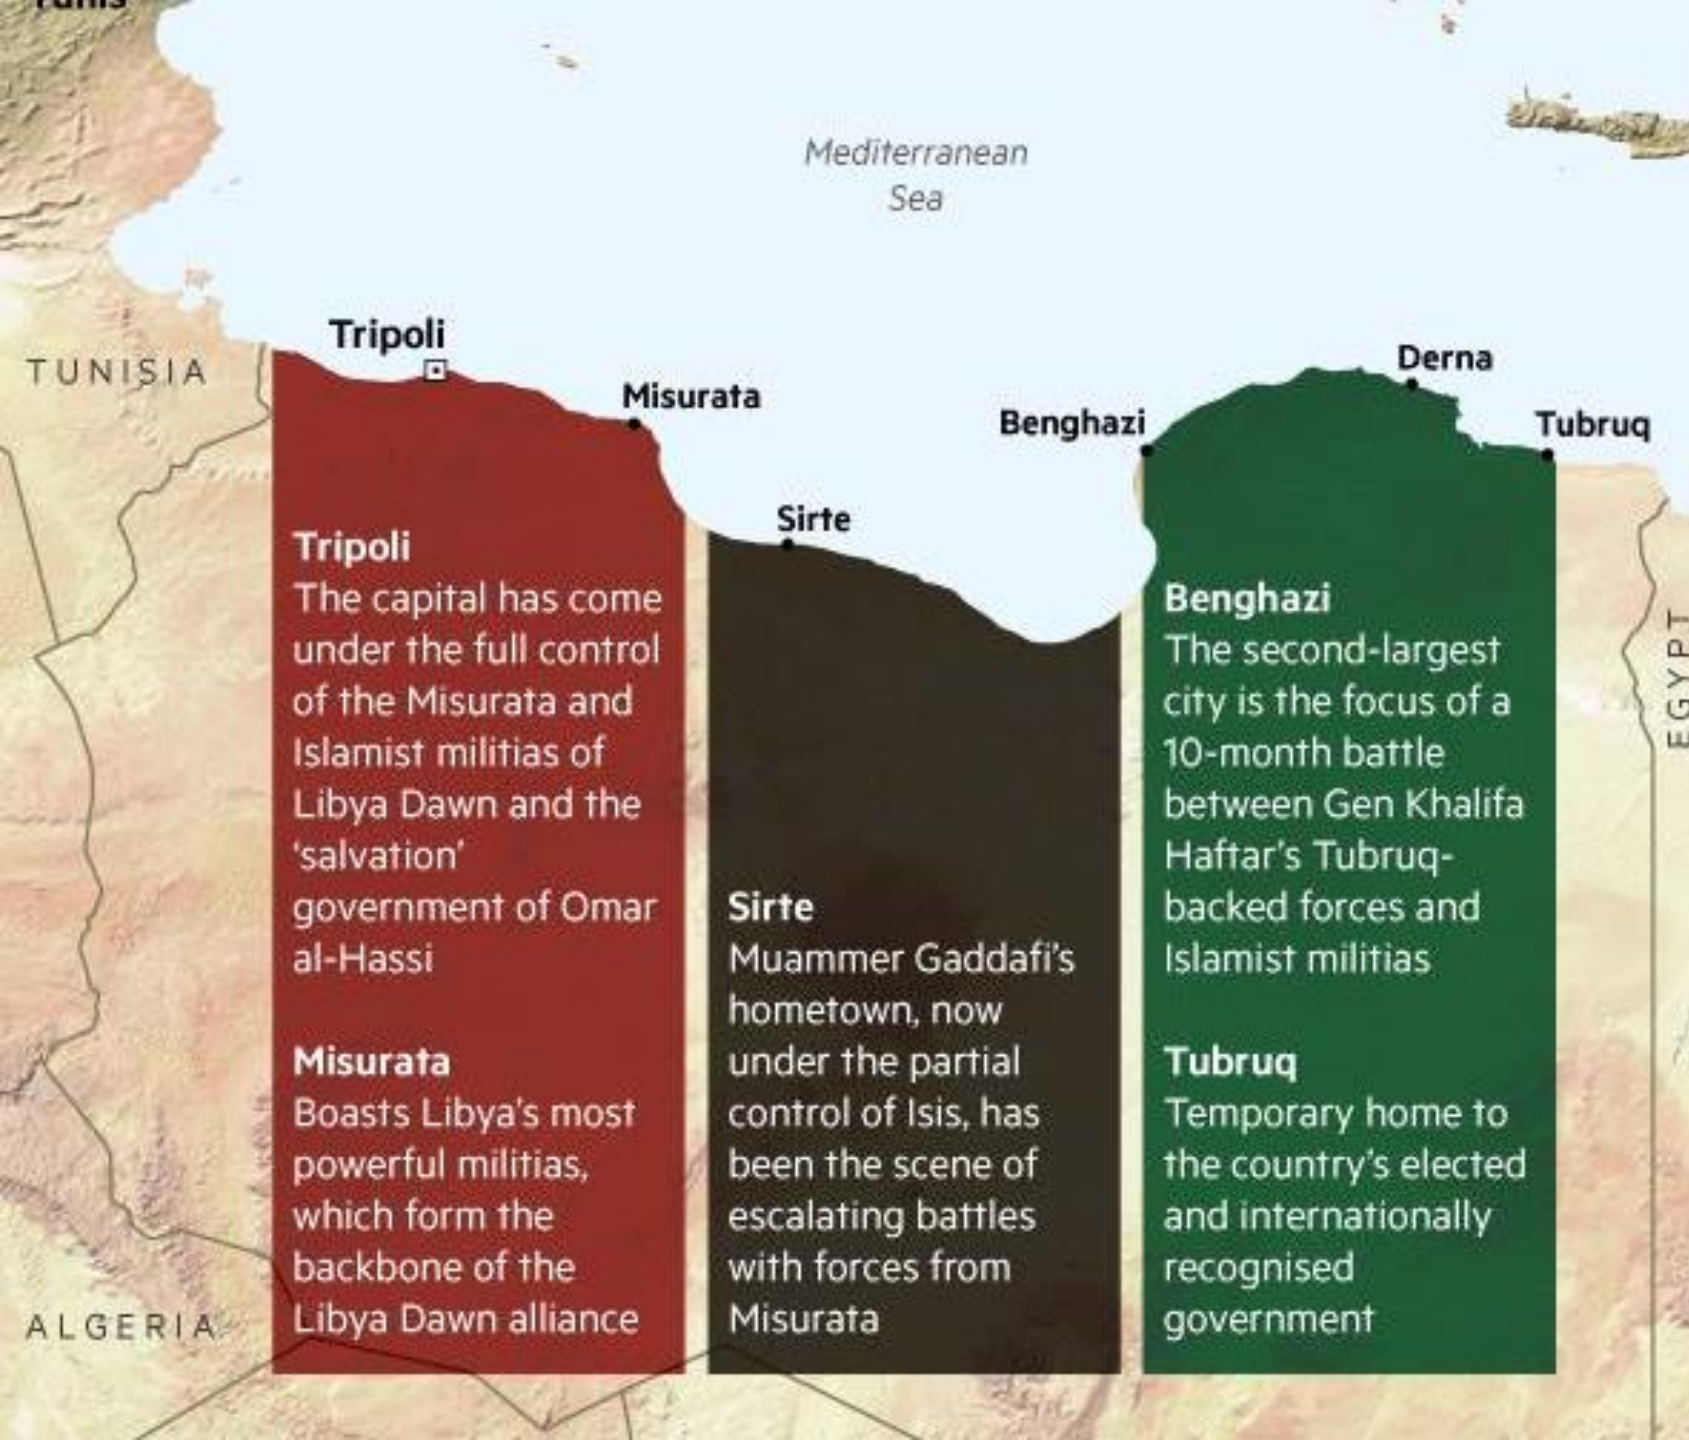 Tunis
Mediterranean
Sea
Tripoli
TUNISIA
Misurata
Benghazi
Derna
Tubruq
Sirte
EGYPT
ALGERIA
Tripoli
The capital has come
under the full control
of the Misurata and
Islamist militias of
Libya Dawn and the
‘salvation’
government of Omar
al-Hassi
Misurata
Boasts Libya’s most
powerful militias,
which form the
backbone of the
Libya Dawn alliance
Sirte
Muammer Gaddafi’s
hometown, now
under the partial
control of Isis, has
been the scene of
escalating battles
with forces from
Misurata
Benghazi
The second-largest
city is the focus of a
10-month battle
between Gen Khalifa
Haftar’s Tubruq-
backed forces and
Islamist militias
Tubruq
Temporary home to
the country’s elected
and internationally
recognised
government